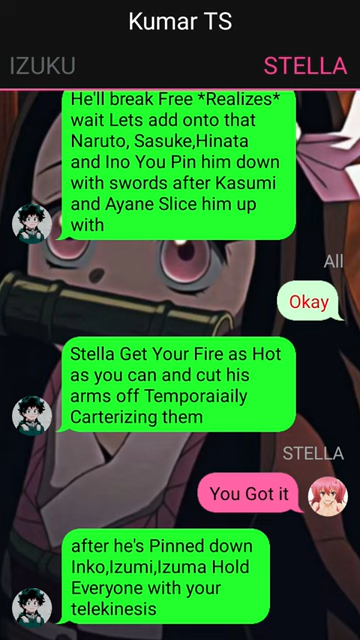 Kumar TS
IZUKU
STELLA
He'll break Free *Realizes*
wait Lets add onto that
Naruto, Sasuke,Hinata
and Ino You Pin him down
with swords after Kasumi
and Ayane Slice him up
with
All
Okay
Stella Get Your Fire as Hot
as you can and cut his
arms off Temporaiaily
Carterizing them
STELLA
You Got it
after he's Pinned down
Inko,Izumi,Izuma Hold
Everyone with your
telekinesis